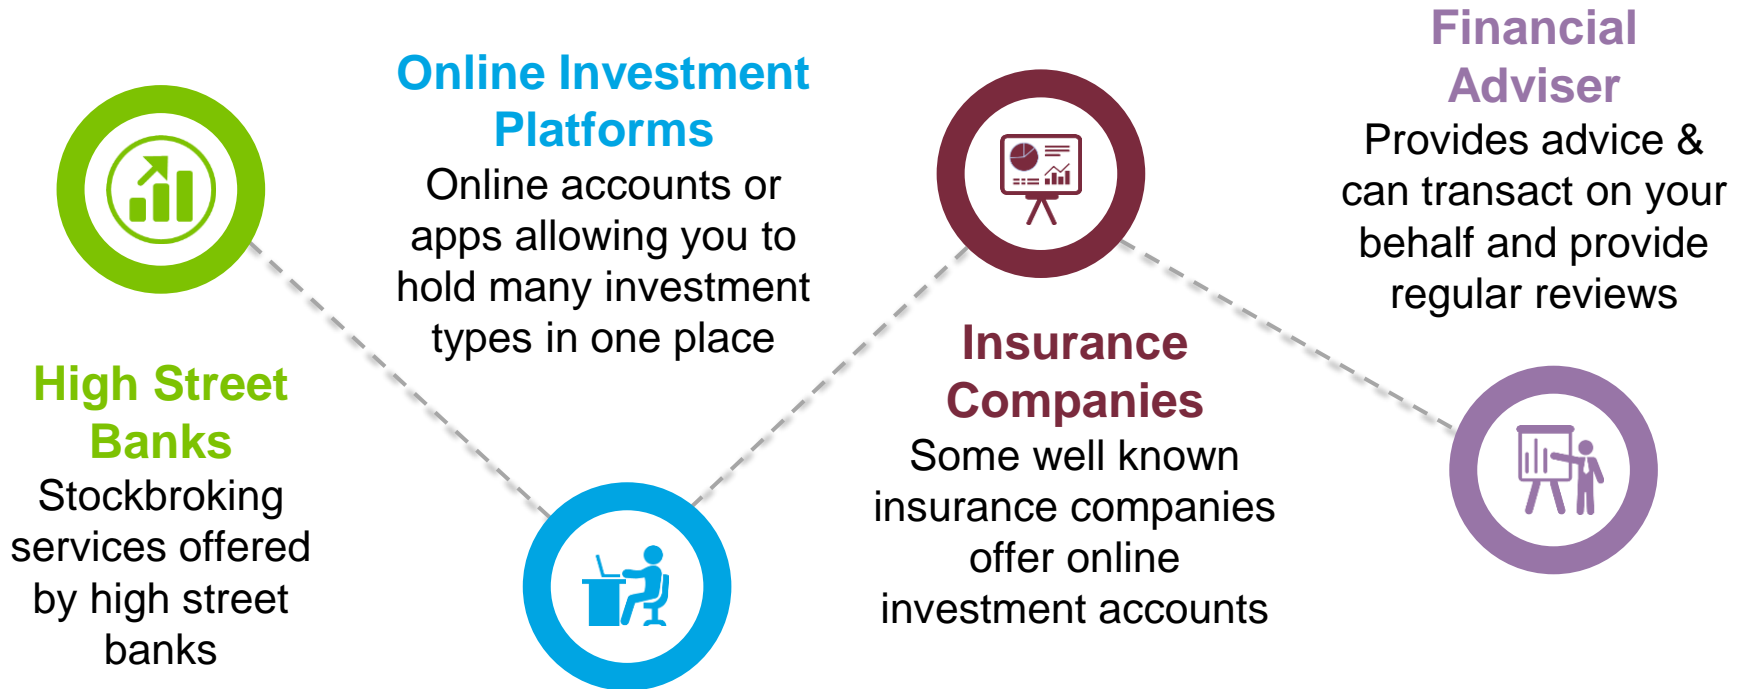 High Street
Banks
Stockbroking
services offered
by high street
banks
Online Investment
Platforms
Online accounts or
apps allowing you to
hold many investment
types in one place
Insurance
Companies
Some well known
insurance companies
offer online
investment accounts
Financial
Adviser
Provides advice &
can transact on your
behalf and provide
regular reviews